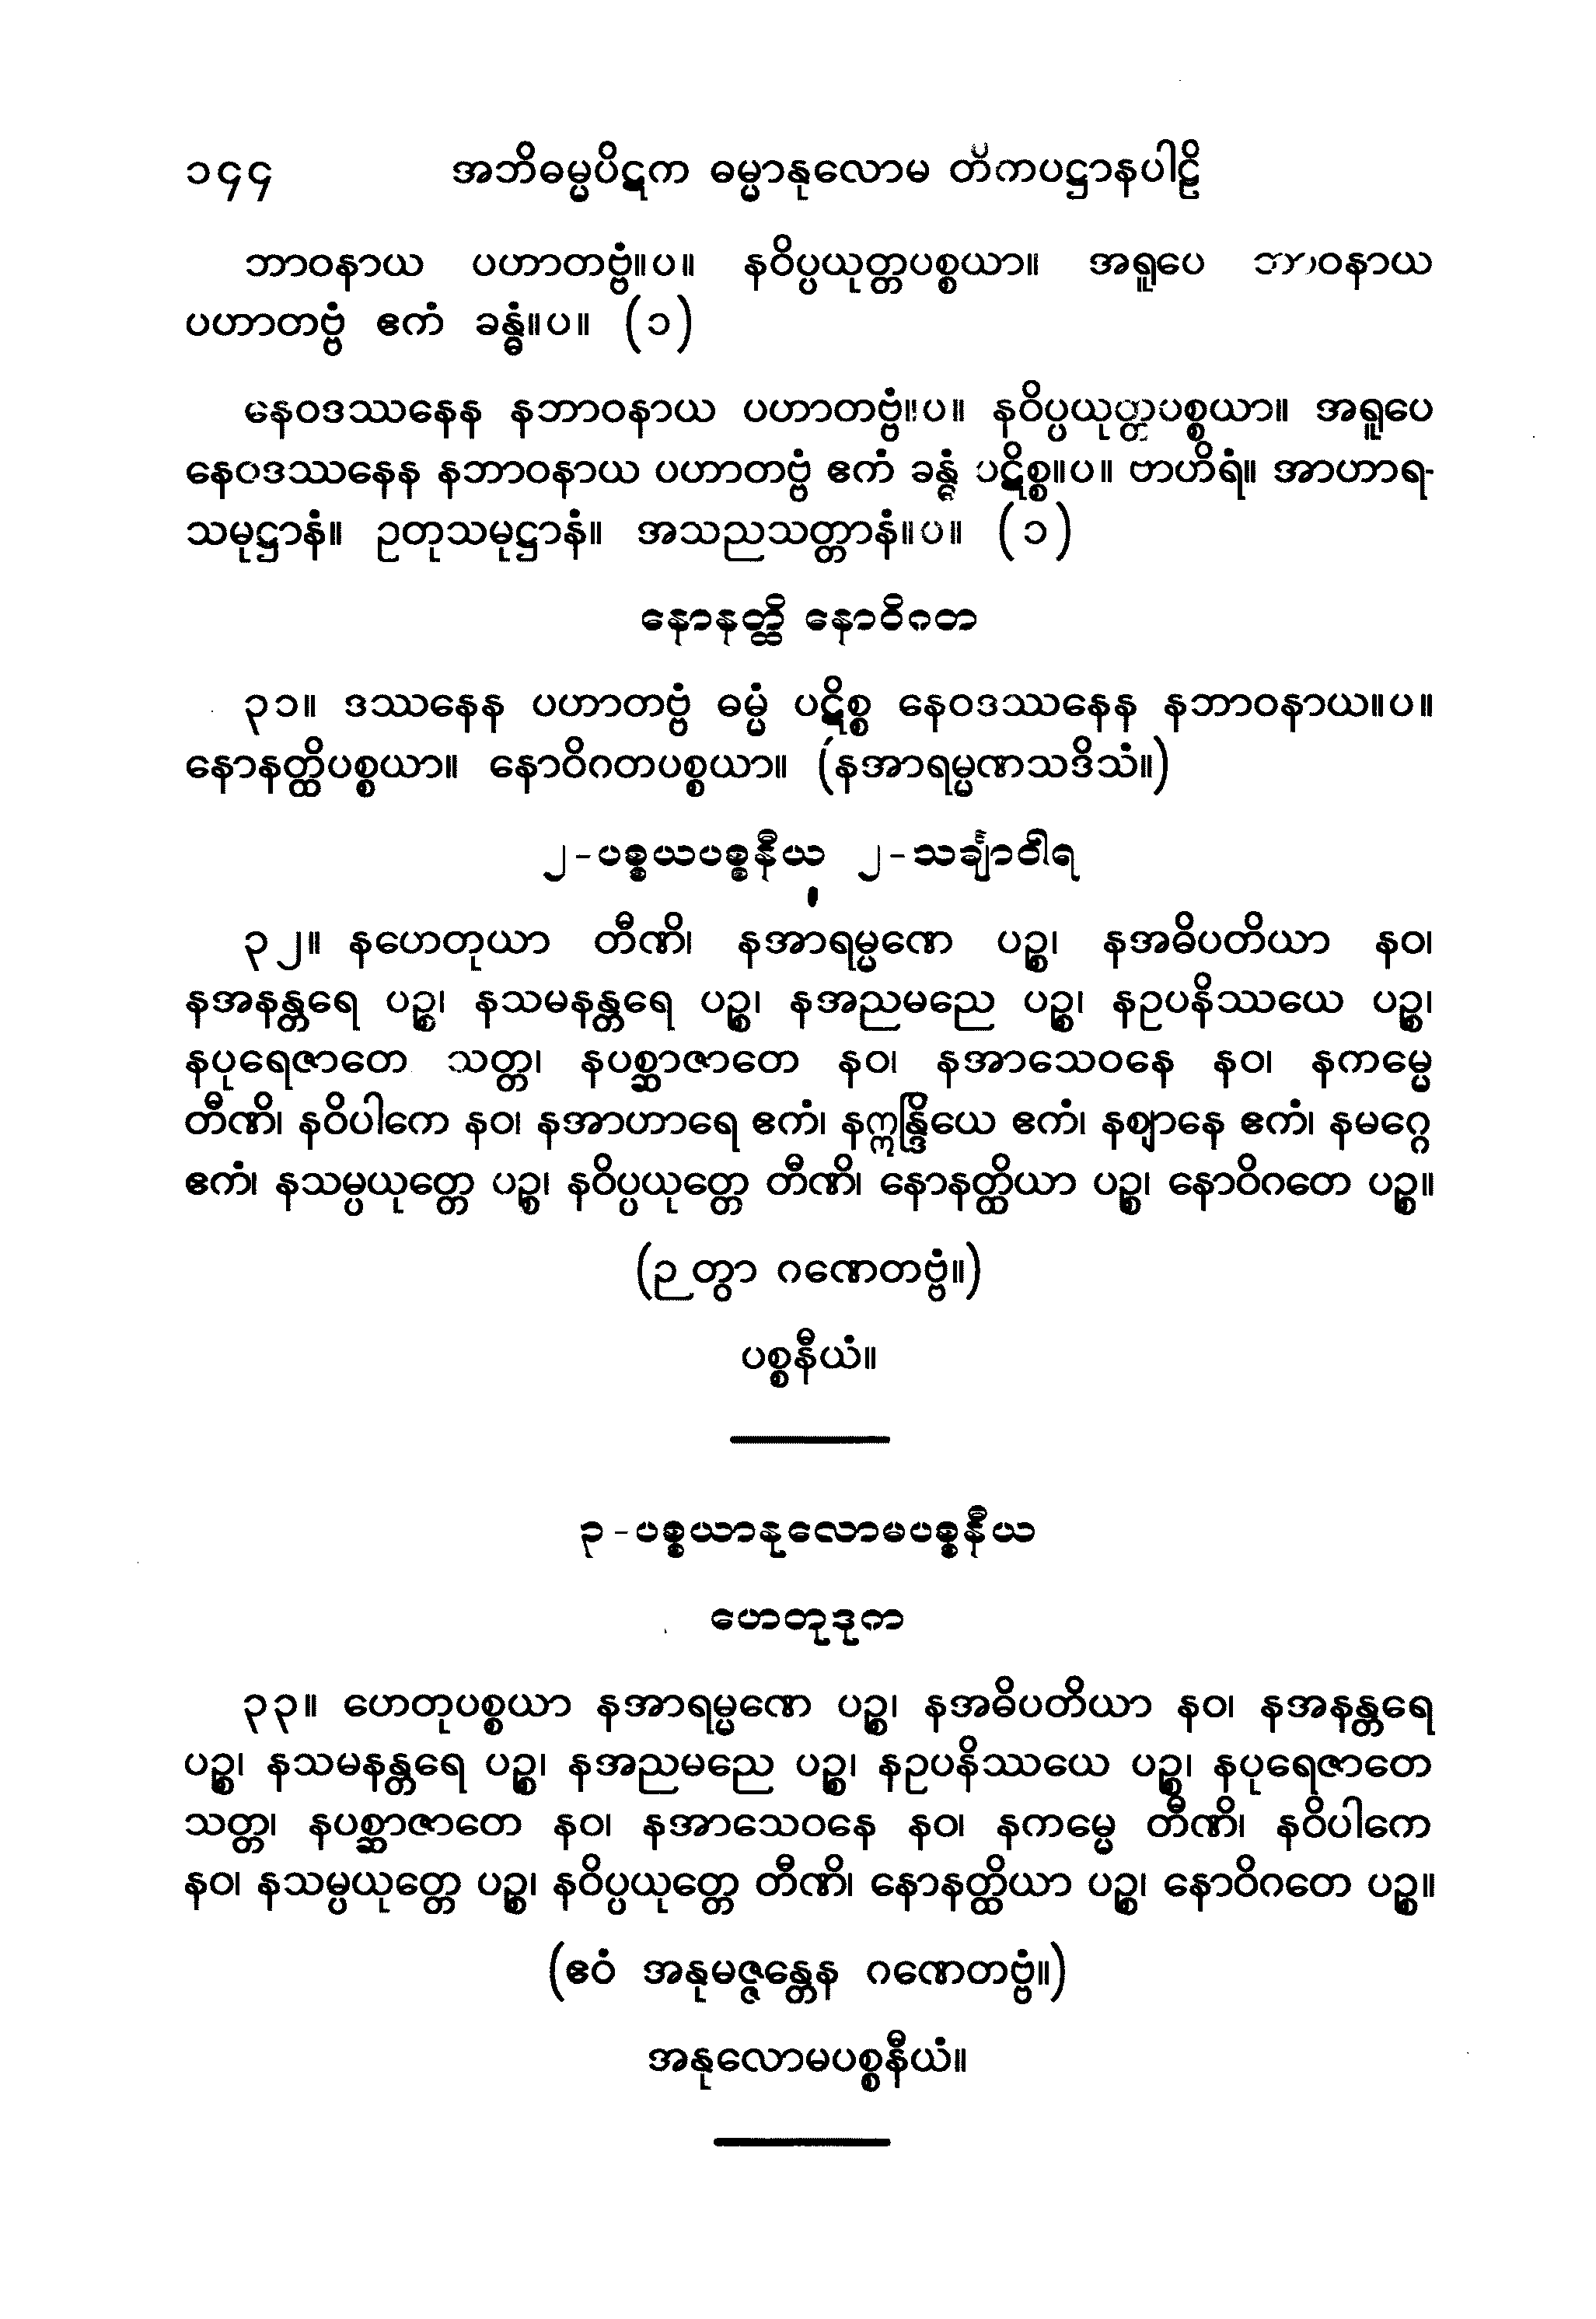 ၁၄၄ အဘိဓမ္မပိဋက ဓမ္မာနုလောမ တိကပဋ္ဌာနပါဠိ
ဘာဝနာယ ပဟာတဗ္ဗံ။ပ။ နဝိပ္ပယုတ္တပစ္စယာ။ အရူပေ ဘာဝနာယ
ပဟာတဗ္ဗံ ဧကံ ခန္ဓံ။ပ။ (၁)
နေဝဒဿနေန နဘာဝနာယ ပဟာတဗ္ဗံ။ပ။ နဝိပ္ပယုတ္တပစ္စယာ။ အရူပေ
နေဝဒဿနေန နဘာဝနာယ ပဟာတဗ္ဗံ ဧကံ ခန္ဓံ ပဋိစ္စ။ပ။ ဗာဟိရံ။ အာဟာရ-
သမုဋ္ဌာနံ။ ဥတုသမုဋ္ဌာနံ။ အသညသတ္တာနံ။ပ။ (၁)
နောနတ္ထိ နောဝိဂတ
၃၁။ ဒဿနေန ပဟာတဗ္ဗံ ဓမ္မံ ပဋိစ္စ နေဝဒဿနေန နဘာဝနာယ။ပ။
နောနတ္ထိပစ္စယာ။ နောဝိဂတပစ္စယာ။ (နအာရမ္မဏသဒိသံ။)
၂-ပစ္စယပစ္စနီယ ၂-သင်္ချာဝါရ
၃၂။ နဟေတုယာ တီဏိ၊ နအာရမ္မဏေ ပဉ္စ၊ နအဓိပတိယာ နဝ၊
နအနန္တရေ ပဉ္စ၊ နသမနန္တရေ ပဉ္စ၊ နအညမညေ ပဉ္စ၊ နဥပနိဿယေ ပဉ္စ၊
နပုရေဇာတေ သတ္တ၊ နပစ္ဆာဇာတေ နဝ၊ နအာသေဝနေ နဝ၊ နကမ္မေ
တီဏိ၊ နဝိပါကေ နဝ၊ နအာဟာရေ ဧကံ၊ နဣန္ဒြိယေ ဧကံ၊ နဈာနေ ဧကံ၊ နမဂ္ဂေ
ဧကံ၊ နသမ္ပယုတ္တေ ပဉ္စ၊ နဝိပ္ပယုတ္တေ တီဏိ၊ နောနတ္ထိယာ ပဉ္စ၊ နောဝိဂတေ ပဉ္စ။
(ဉတွာ ဂဏေတဗ္ဗံ။)
ပစ္စနီယံ။
၃-ပစ္စယာနုလောမပစ္စနီယ
ဟေတုဒုက
၃၃။ ဟေတုပစ္စယာ နအာရမ္မဏေ ပဉ္စ၊ နအဓိပတိယာ နဝ၊ နအနန္တရေ
ပဉ္စ၊ နသမနန္တရေ ပဉ္စ၊ နအညမညေ ပဉ္စ၊ နဥပနိဿယေ ပဉ္စ၊ နပုရေဇာတေ
သတ္တ၊ နပစ္ဆာဇာတေ နဝ၊ နအာသေဝနေ နဝ၊ နကမ္မေ တီဏိ၊ နဝိပါကေ
နဝ၊ နသမ္ပယုတ္တေ ပဉ္စ၊ နဝိပ္ပယုတ္တေ တီဏိ၊ နောနတ္ထိယာ ပဉ္စ၊ နောဝိဂတေ ပဉ္စ။
(ဧဝံ အနုမဇ္ဇန္တေန ဂဏေတဗ္ဗံ။)
အနုလောမပစ္စနီယံ။